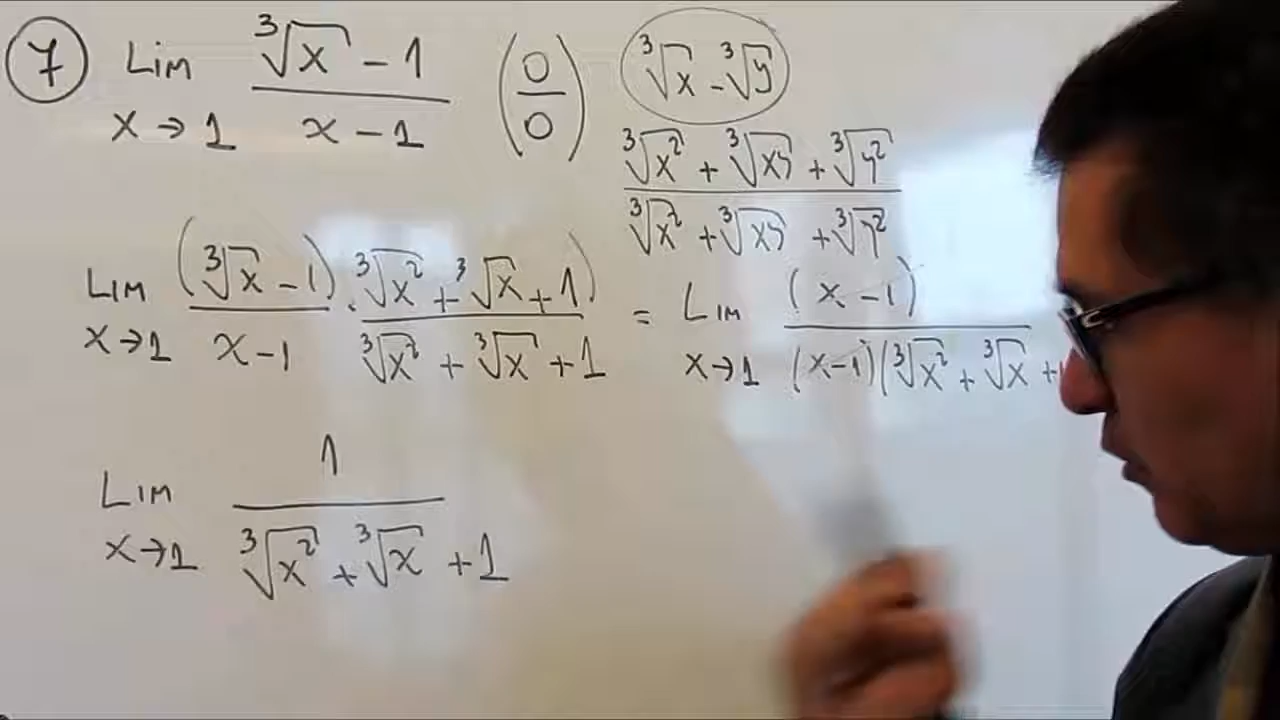 7 Lim x→1 (∛x - 1)/(x - 1) (0/0) ∛x - ∛y
(∛x² + ∛xy + ∛y²)/(∛x² + ∛xy + ∛y²)
Lim x→1 (∛x - 1)/(x - 1) · (∛x² + ∛x + 1)/(∛x² + ∛x + 1) = Lim x→1 (x - 1)/((x-1)(∛x² + ∛x +
Lim x→1 1/(∛x² + ∛x + 1)